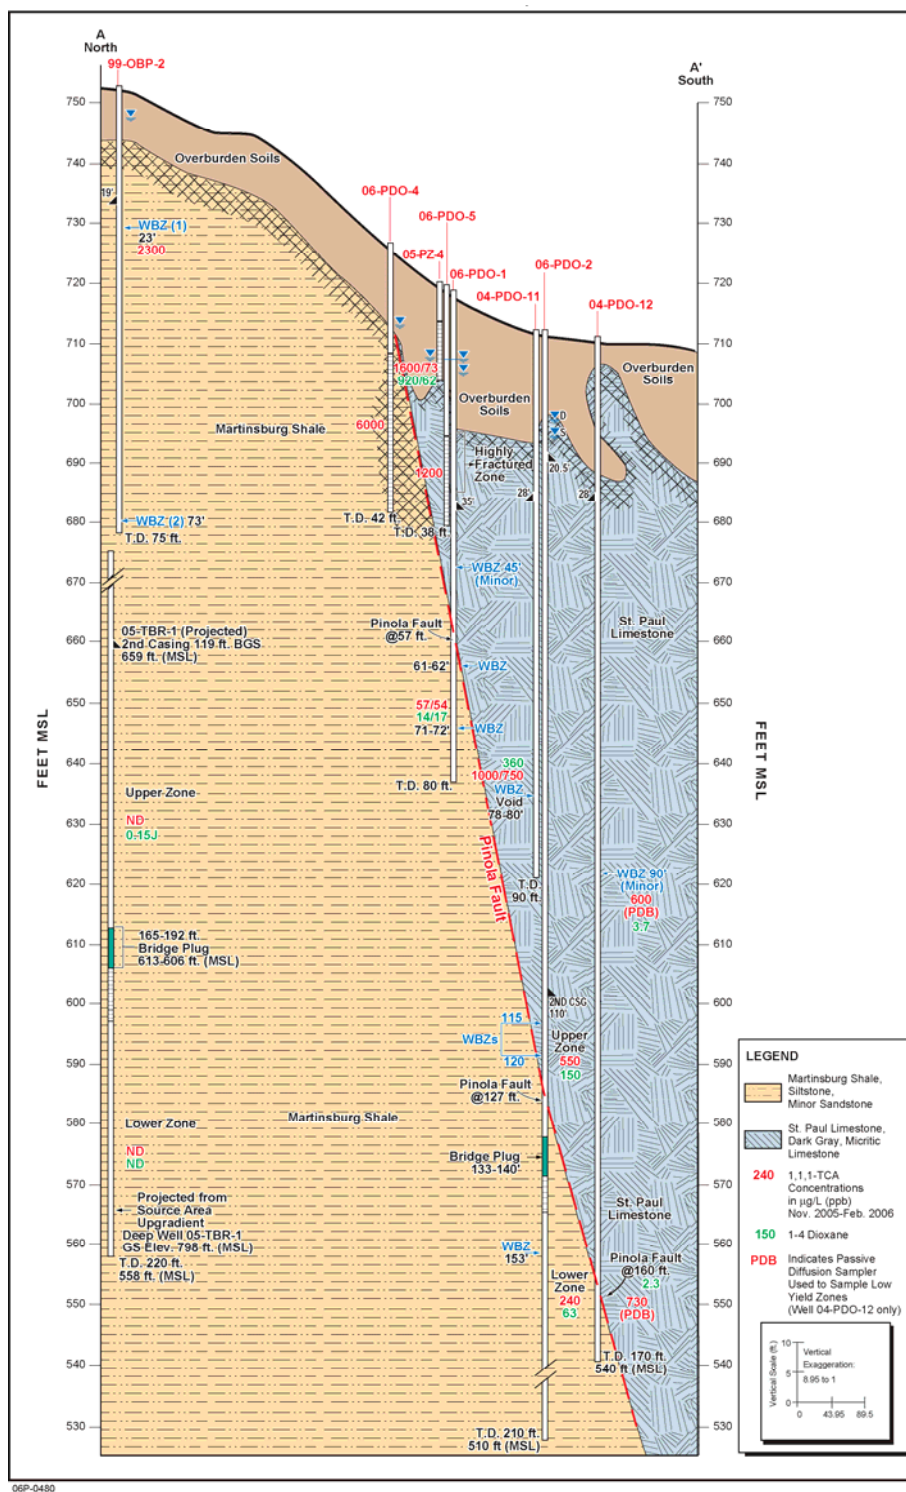 A
North
A'
South
99-OBP-2
750
750
740
740
Overburden Soils
19'
730
730
WBZ (1)
23'
2300
06-PDO-4
06-PDO-5
05-PZ-4
06-PDO-1
06-PDO-2
04-PDO-11
04-PDO-12
720
720
710
710
1600/73
920/62
Overburden
Soils
Overburden
Soils
700
700
D
S
Martinsburg Shale
6000
Highly
Fractured
Zone
1200
20.5'
690
690
35'
28'
28'
T.D. 42 ft.
T.D. 38 ft.
680
680
WBZ (2) 73'
T.D. 75 ft.
WBZ 45'
(Minor)
670
670
05-TBR-1 (Projected)
2nd Casing 119 ft. BGS
659 ft. (MSL)
Pinola Fault
@57 ft.
St. Paul
Limestone
660
660
61-62'
WBZ
650
650
57/54
14/17
71-72'
WBZ
FEET MSL
FEET MSL
640
640
360
1000/750
T.D. 80 ft.
WBZ
Void
78-80'
Upper Zone
ND
0.15J
630
630
Pinola Fault
620
620
T.D.
90 ft.
WBZ 90'
(Minor)
600
(PDB)
3.7
165-192 ft.
Bridge Plug
613-606 ft. (MSL)
610
610
600
600
2ND CSG
110'
115
WBZs
120
Upper
Zone
550
150
590
590
Pinola Fault
@127 ft.
580
580
Lower Zone
ND
ND
Martinsburg Shale
Bridge Plug
133-140'
570
570
Projected from
Source Area
Upgradient
Deep Well 05-TBR-1
GS Elev. 798 ft. (MSL)
T.D. 220 ft.
558 ft. (MSL)
St. Paul
Limestone
560
560
WBZ
153'
Pinola Fault
@160 ft.
2.3
Lower
Zone
240
63
730
(PDB)
550
550
T.D. 170 ft.
540 ft (MSL)
540
540
530
530
T.D. 210 ft.
510 ft (MSL)
LEGEND
Martinsburg Shale,
Siltstone,
Minor Sandstone
St. Paul Limestone,
Dark Gray, Micritic
Limestone
240
1,1,1-TCA
Concentrations
in µg/L (ppb)
Nov. 2005-Feb. 2006
150
1-4 Dioxane
PDB
Indicates Passive
Diffusion Sampler
Used to Sample Low
Yield Zones
(Well 04-PDO-12 only)
Vertical Scale (ft.)
10
5
0
Vertical
Exaggeration:
8.95 to 1
0
43.95
89.5
06P-0480